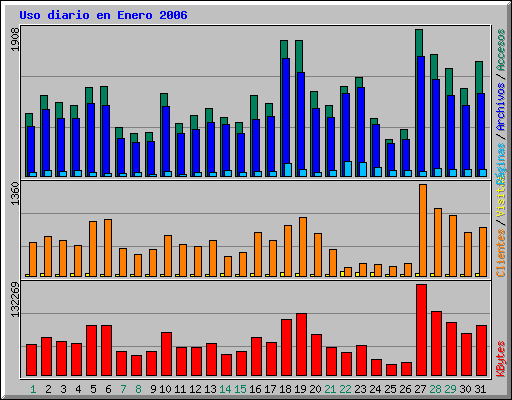 Uso diario en Enero 2006
1908
1360
132269
Accesos / Archivos / Páginas
Visitas / Clientes
KBytes
1 2 3 4 5 6 7 8 9 10 11 12 13 14 15 16 17 18 19 20 21 22 23 24 25 26 27 28 29 30 31